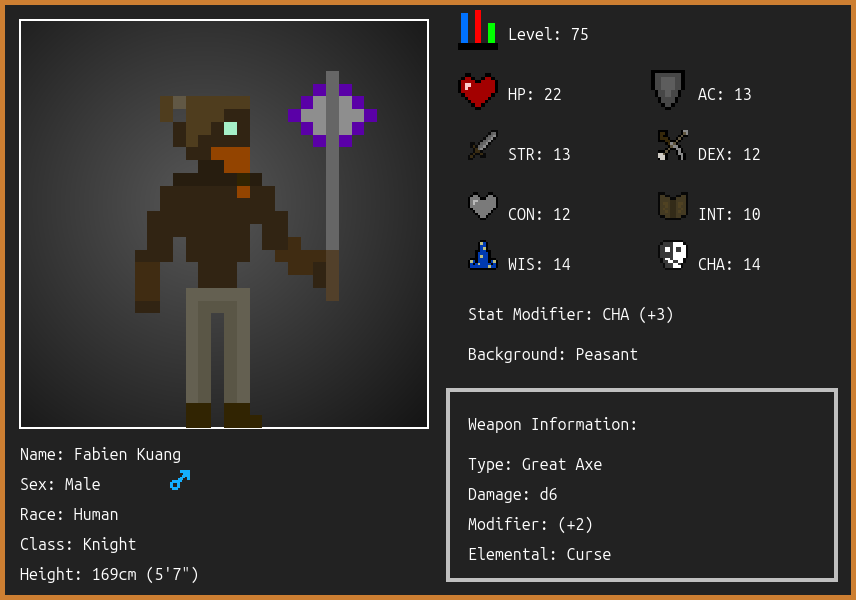 Level: 75
HP: 22
AC: 13
STR: 13
DEX: 12
CON: 12
INT: 10
WIS: 14
CHA: 14
Stat Modifier: CHA (+3)
Background: Peasant
Weapon Information:
Type: Great Axe
Damage: d6
Modifier: (+2)
Elemental: Curse
Name: Fabien Kuang
Sex: Male
Race: Human
Class: Knight
Height: 169cm (5'7")